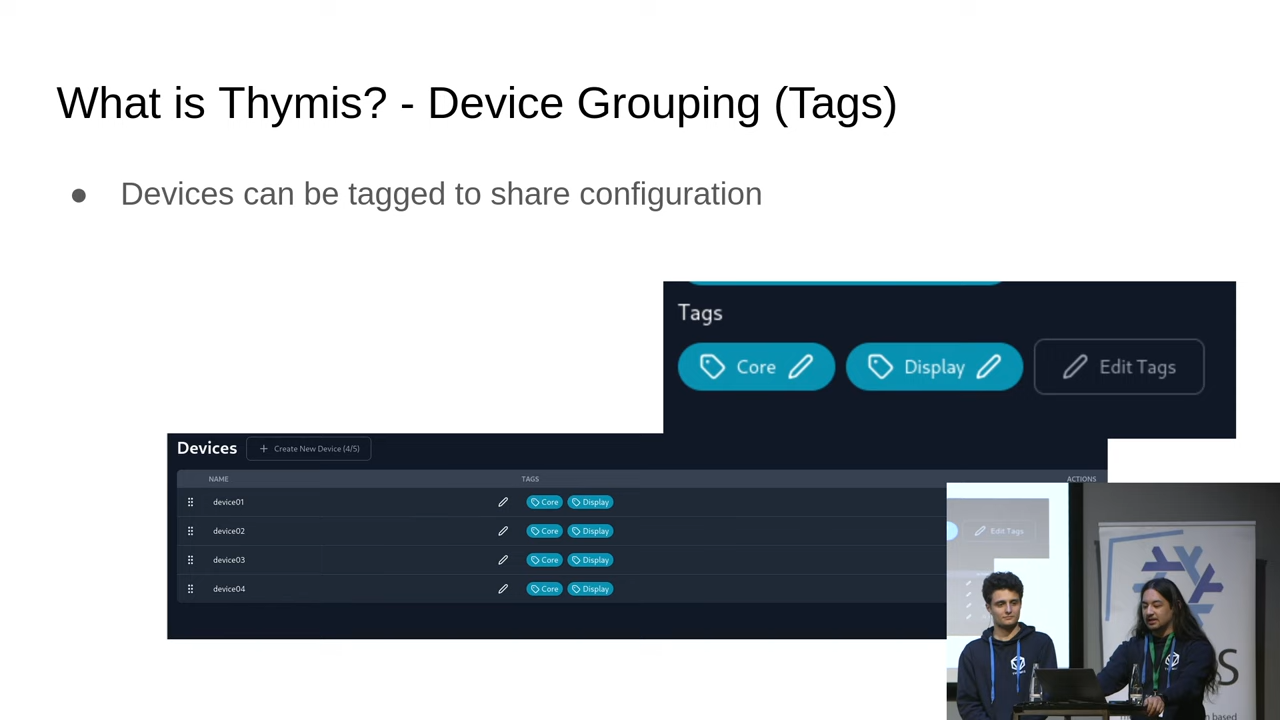 What is Thymis? - Device Grouping (Tags)
● Devices can be tagged to share configuration
Tags
Core
Display
Edit Tags
Devices
+ Create New Device (4/5)
NAME TAGS ACTIONS
device01 Core Display
device02 Core Display
device03 Core Display
device04 Core Display
Edit Tags
S
based